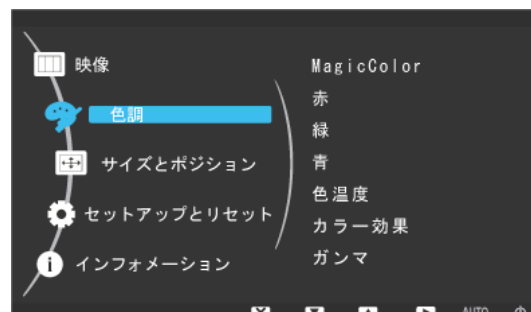 映像
色調
サイズとポジション
セットアップとリセット
インフォメーション
MagicColor
赤
緑
青
色温度
カラー効果
ガンマ
AUTO